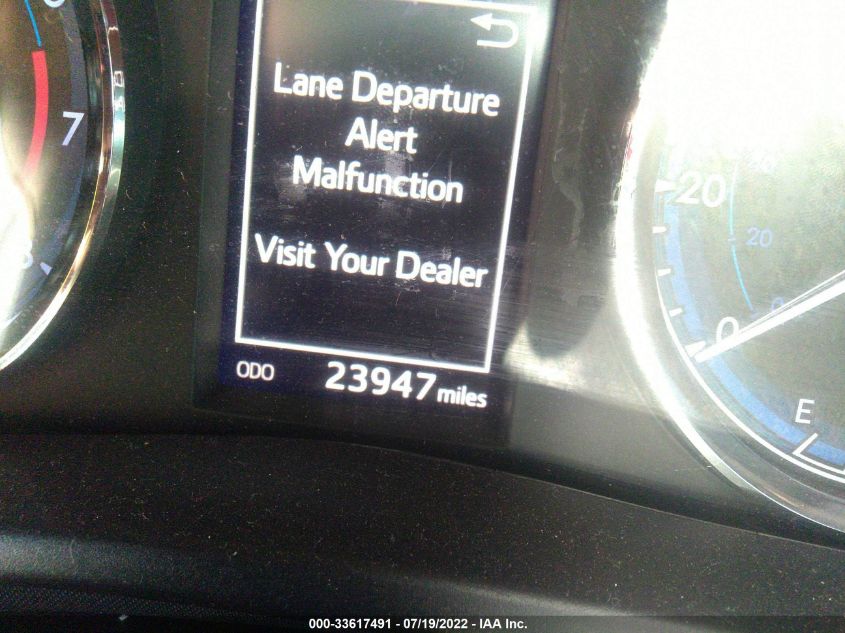 Lane Departure
Alert
Malfunction
Visit Your Dealer
ODO 23947 miles
7
20
20
0
0
E
000-33617491 - 07/19/2022 - IAA Inc.